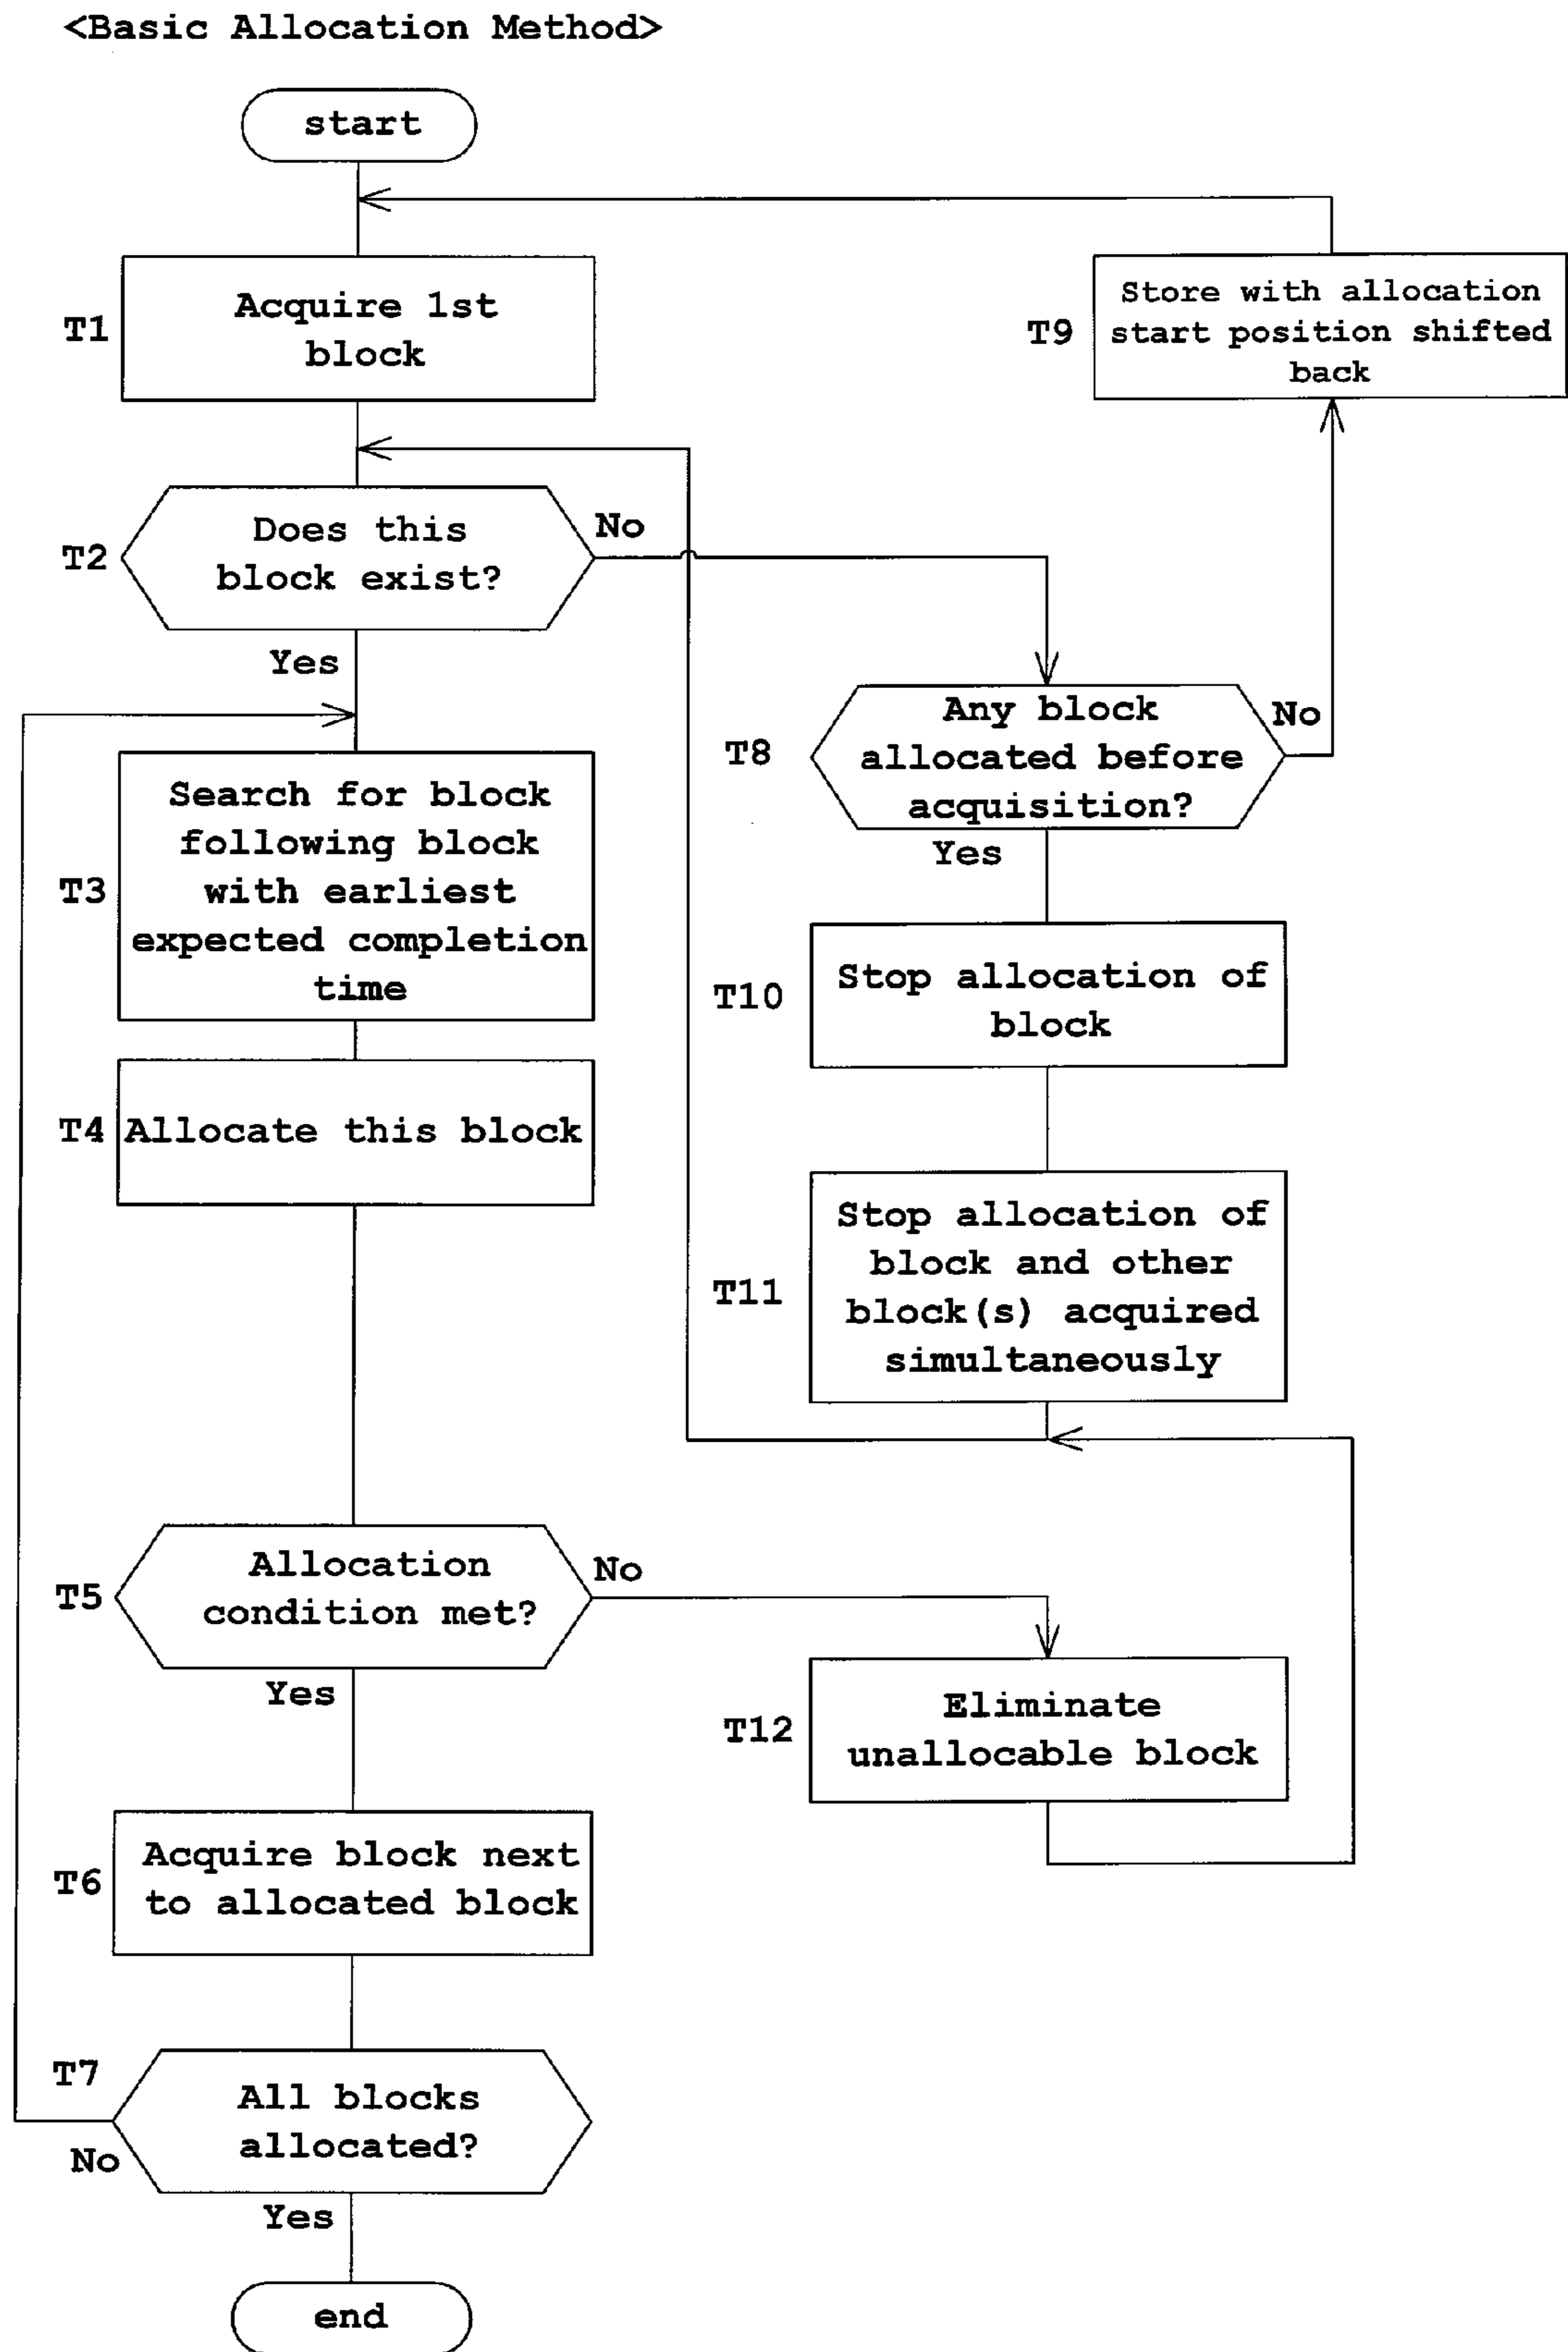 <Basic Allocation Method>
start
T1
Acquire 1st
block
T9
Store with allocation
start position shifted
back
T2
Does this
block exist?
No
Yes
T8
Any block
allocated before
acquisition?
No
Yes
T3
Search for block
following block
with earliest
expected completion
time
T10
Stop allocation of
block
T4
Allocate this block
T11
Stop allocation of
block and other
block(s) acquired
simultaneously
T5
Allocation
condition met?
No
Yes
T12
Eliminate
unallocable block
T6
Acquire block next
to allocated block
T7
All blocks
allocated?
No
Yes
end